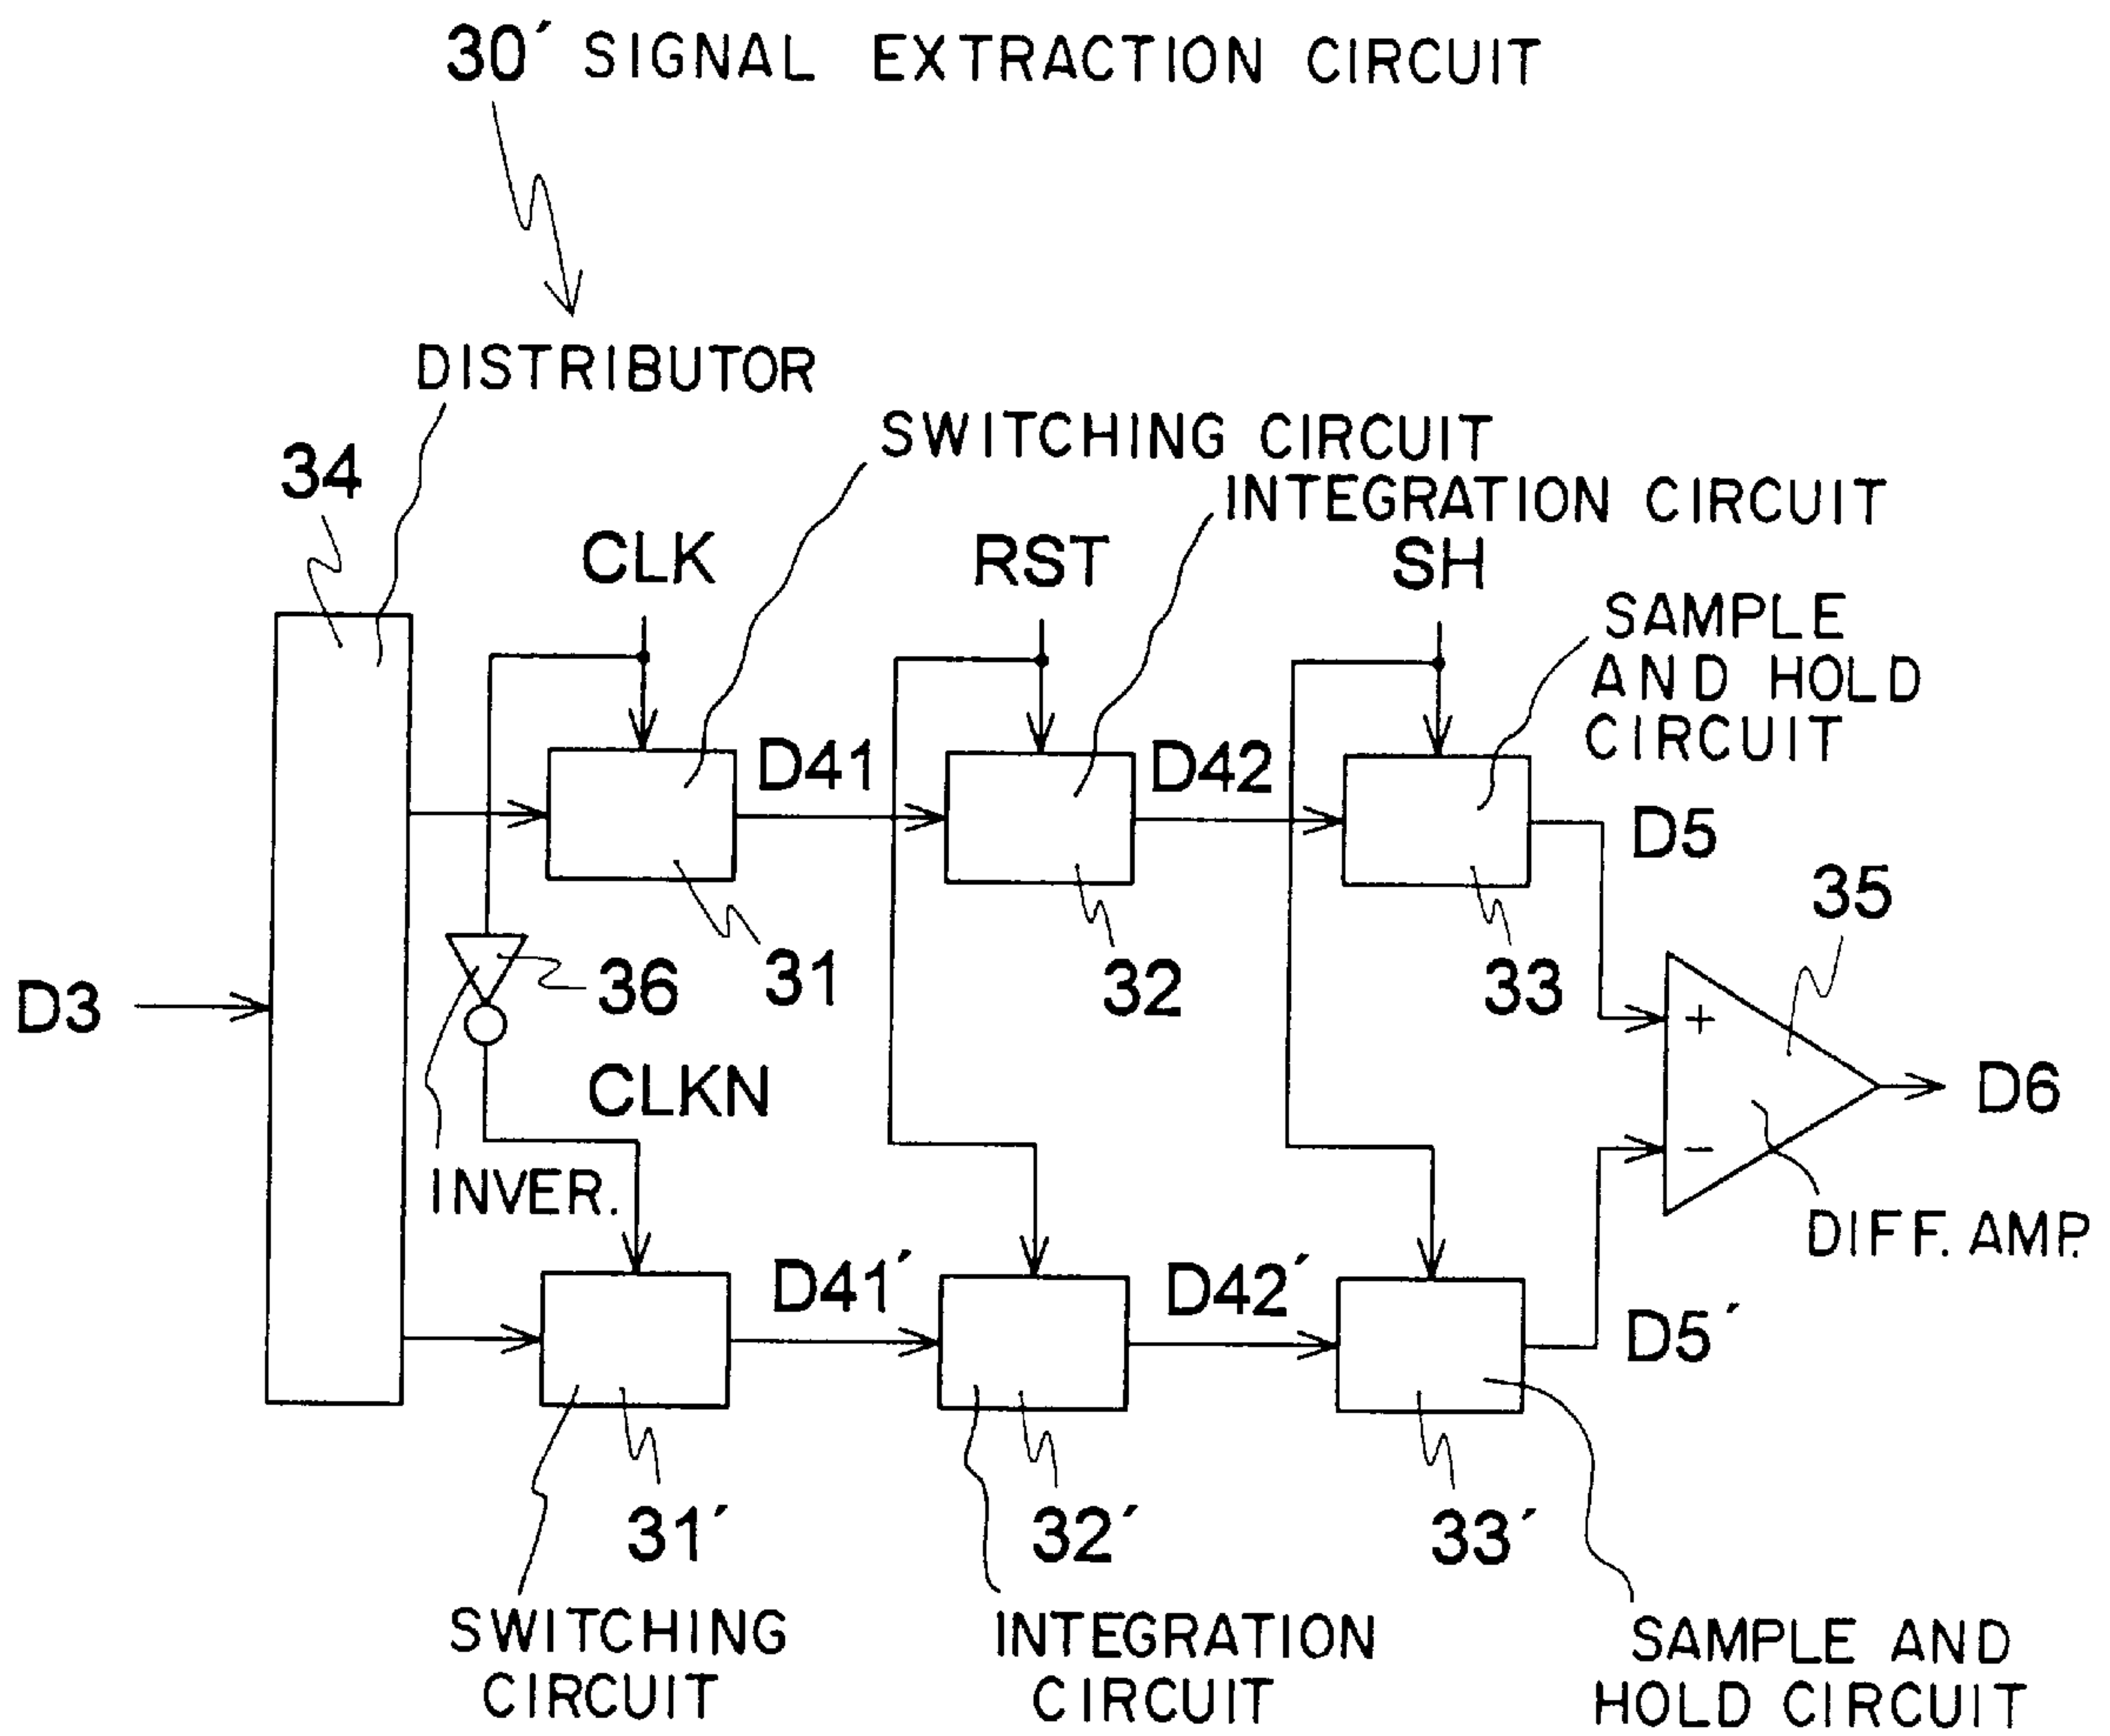 30´ SIGNAL EXTRACTION CIRCUIT
DISTRIBUTOR
34
SWITCHING CIRCUIT
INTEGRATION CIRCUIT
CLK
RST
SH
SAMPLE
AND HOLD
CIRCUIT
D41
D42
D5
35
31
32
33
36
D3
+
CLKN
D6
−
INVER.
DIFF. AMP.
D41´
D42´
D5´
31´
32´
33´
SWITCHING
CIRCUIT
INTEGRATION
CIRCUIT
SAMPLE AND
HOLD CIRCUIT